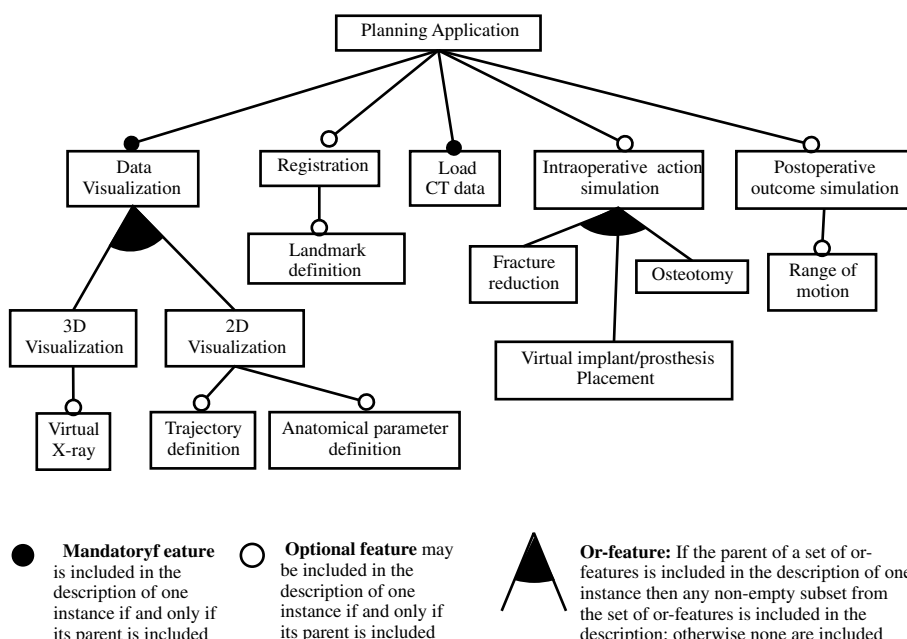 Planning Application
Data
Visualization
Registration
Load
CT data
Intraoperative action
simulation
Postoperative
outcome simulation
Landmark
definition
Fracture
reduction
Osteotomy
Range of
motion
3D
Visualization
2D
Visualization
Virtual implant/prosthesis
Placement
Virtual
X-ray
Trajectory
definition
Anatomical parameter
definition
Mandatoryf eature
is included in the
description of one
instance if and only if
its parent is included
Optional feature may
be included in the
description of one
instance if and only if
its parent is included
Or-feature: If the parent of a set of or-
features is included in the description of one
instance then any non-empty subset from
the set of or-features is included in the
description; otherwise none are included